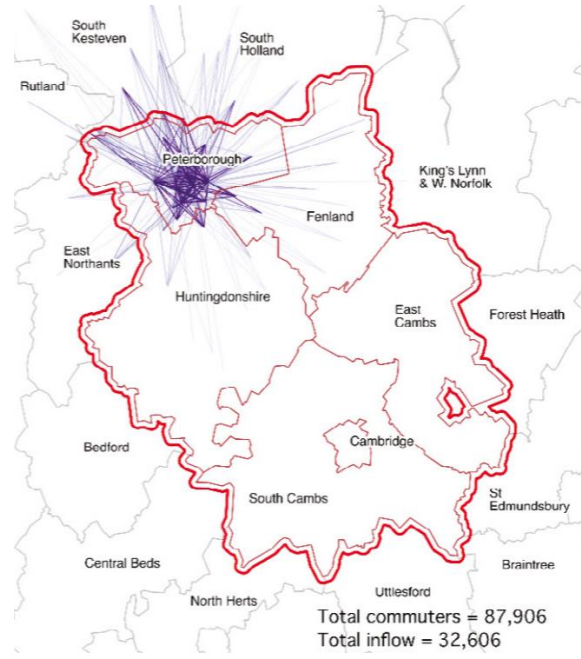 South
Kesteven
South
Holland
Rutland
Peterborough
King's Lynn
& W. Norfolk
Fenland
East
Northants
Huntingdonshire
East
Cambs
Forest Heath
Cambridge
Bedford
South Cambs
St
Edmundsbury
Central Beds
Braintree
Uttlesford
North Herts
Total commuters = 87,906
Total inflow = 32,606